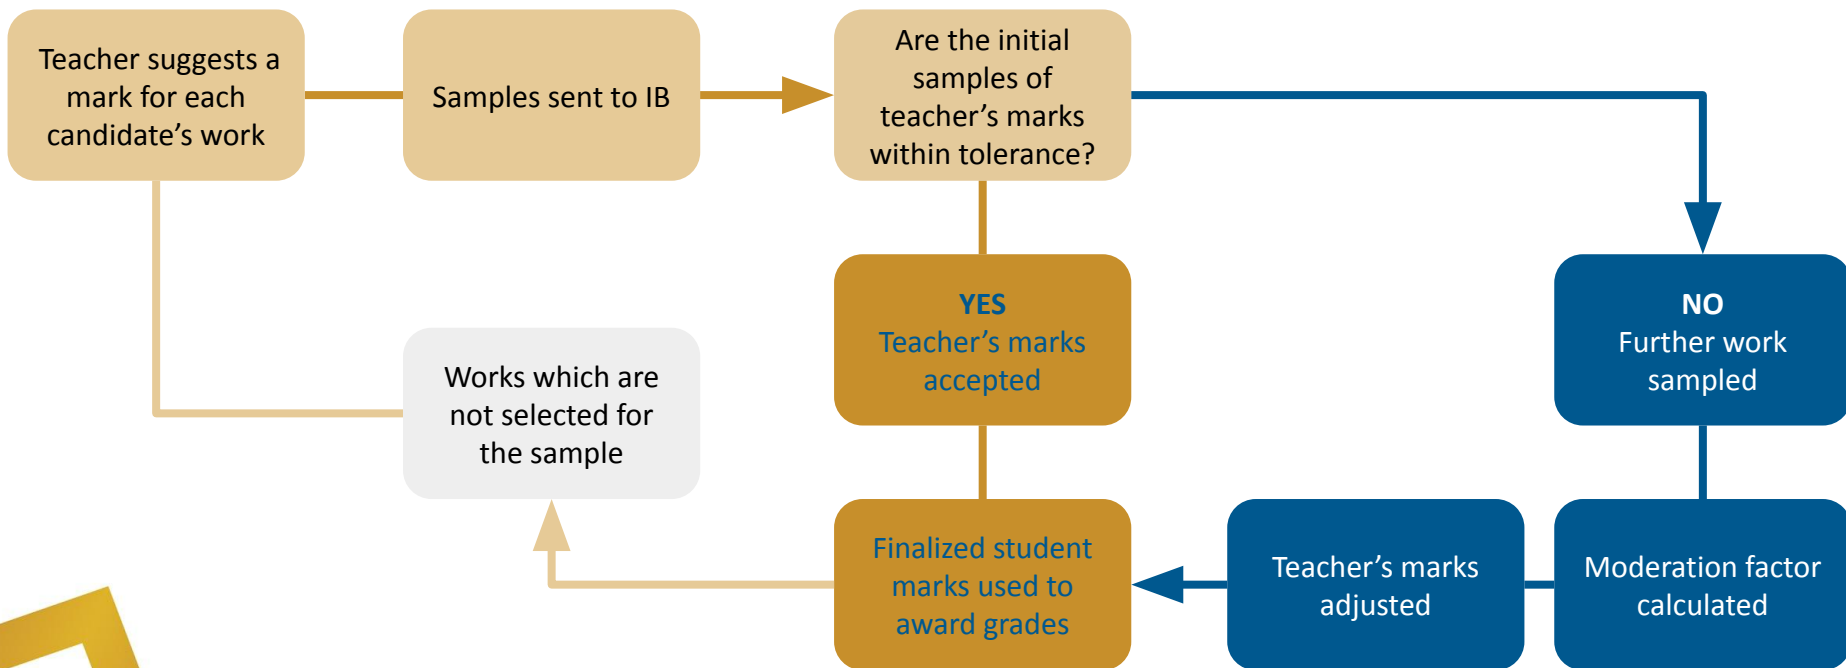 Teacher suggests a
mark for each
candidate’s work
Samples sent to IB
Are the initial
samples of
teacher’s marks
within tolerance?
YES
Teacher’s marks
accepted
NO
Further work
sampled
Works which are
not selected for
the sample
Finalized student
marks used to
award grades
Teacher’s marks
adjusted
Moderation factor
calculated